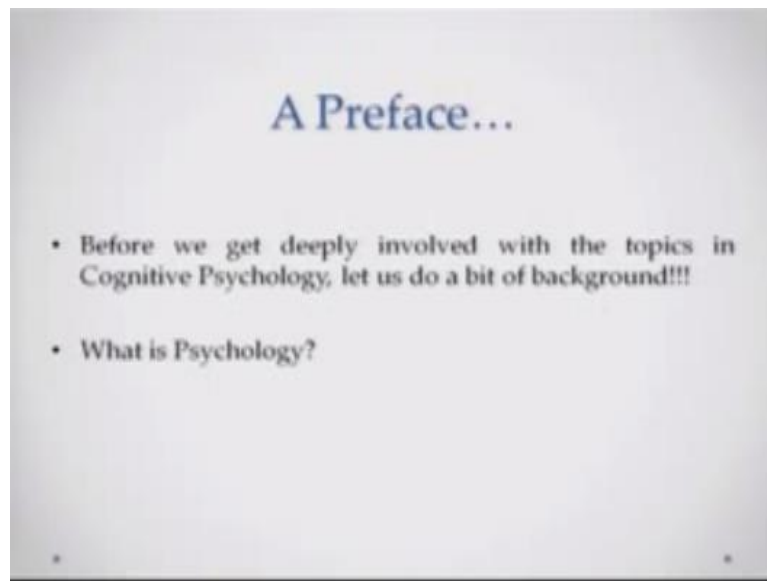 A Preface...
• Before we get deeply involved with the topics in
Cognitive Psychology, let us do a bit of background!!!
• What is Psychology?